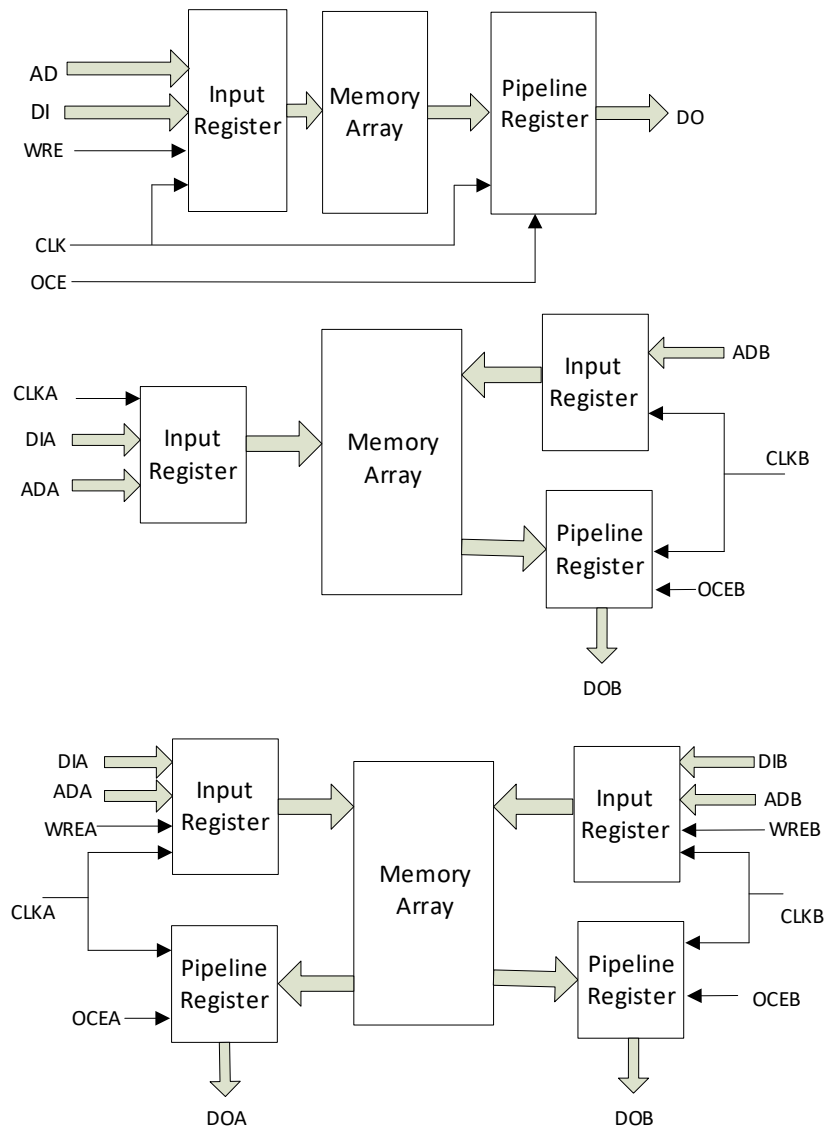 AD
DI
WRE
CLK
OCE
Input
Register
Memory
Array
Pipeline
Register
DO
CLKA
DIA
ADA
Input
Register
Memory
Array
Input
Register
ADB
CLKB
Pipeline
Register
OCEB
DOB
DIA
ADA
WREA
CLKA
Input
Register
Pipeline
Register
OCEA
DOA
Memory
Array
Input
Register
DIB
ADB
WREB
CLKB
Pipeline
Register
OCEB
DOB